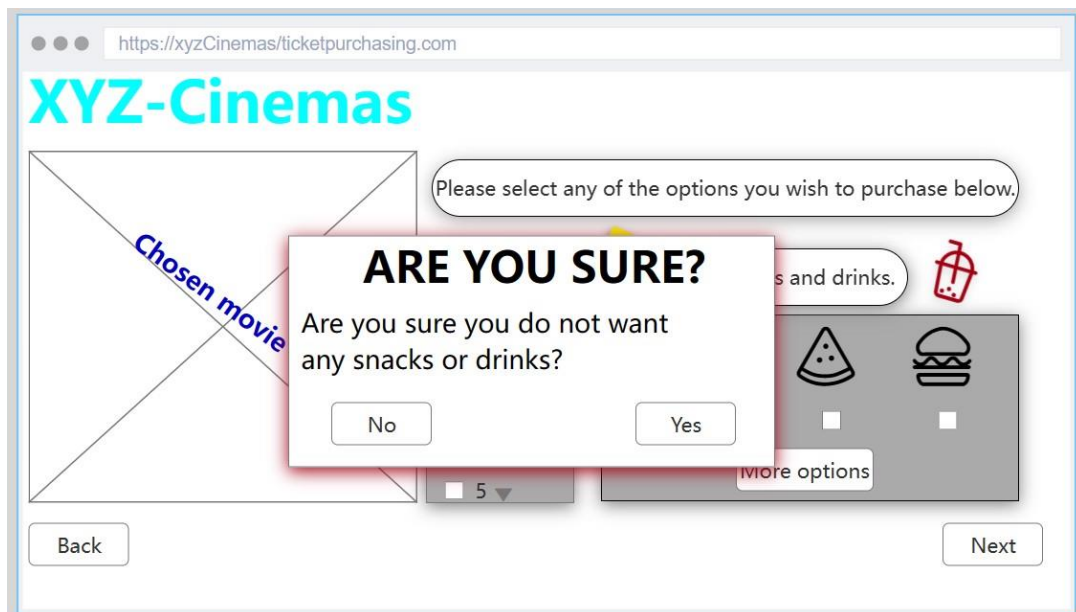 https://xyzCinemas/ticketpurchasing.com
XYZ-Cinemas
Please select any of the options you wish to purchase below.
Chosen movie
s and drinks.
ARE YOU SURE?
Are you sure you do not want
any snacks or drinks?
No
Yes
More options
5
Back
Next